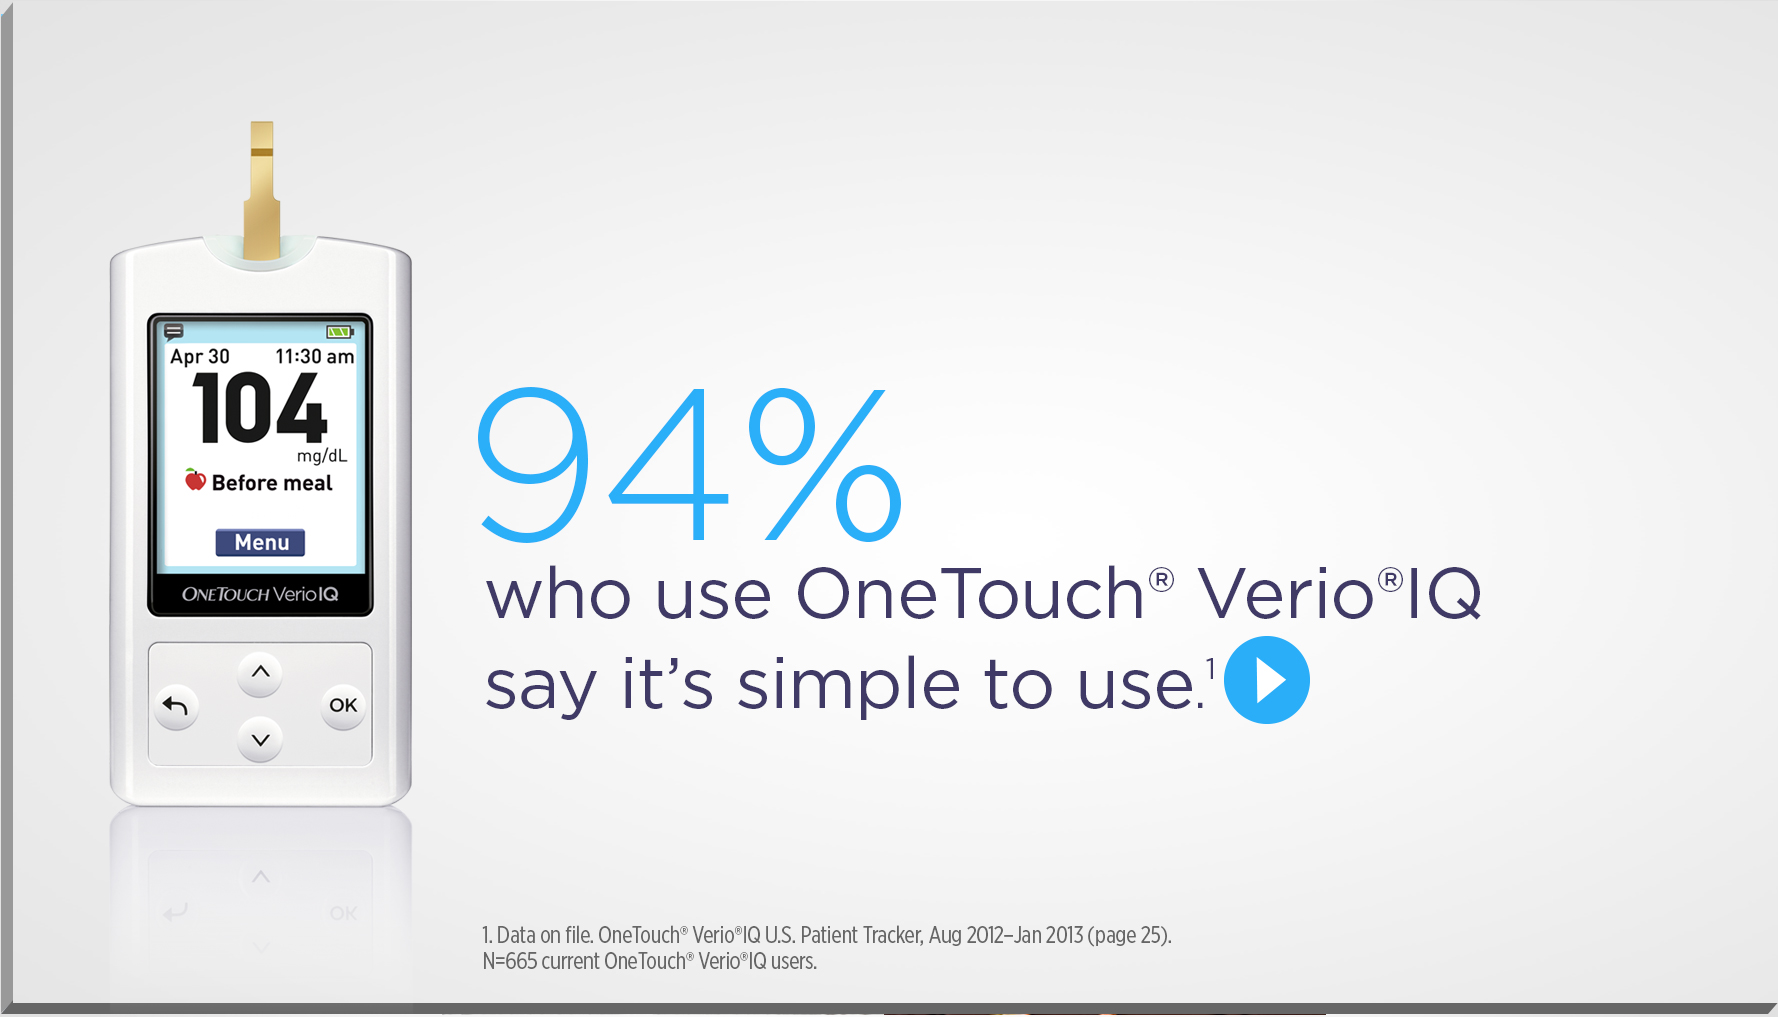 Apr 30 11:30 am
104
mg/dL
Before meal
Menu
ONETOUCH VerioIQ
OK
94%
who use OneTouch® Verio®IQ
say it's simple to use.¹
1. Data on file. OneTouch® Verio®IQ U.S. Patient Tracker, Aug 2012–Jan 2013 (page 25).
N=665 current OneTouch® Verio®IQ users.